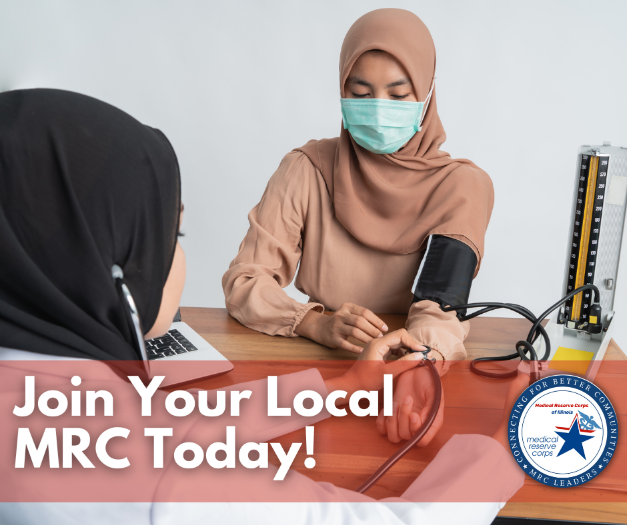 Join Your Local
MRC Today!
CONNECTING FOR BETTER COMMUNITIES
Medical Reserve Corps
of Illinois
medical
reserve
corps
MRC LEADERS